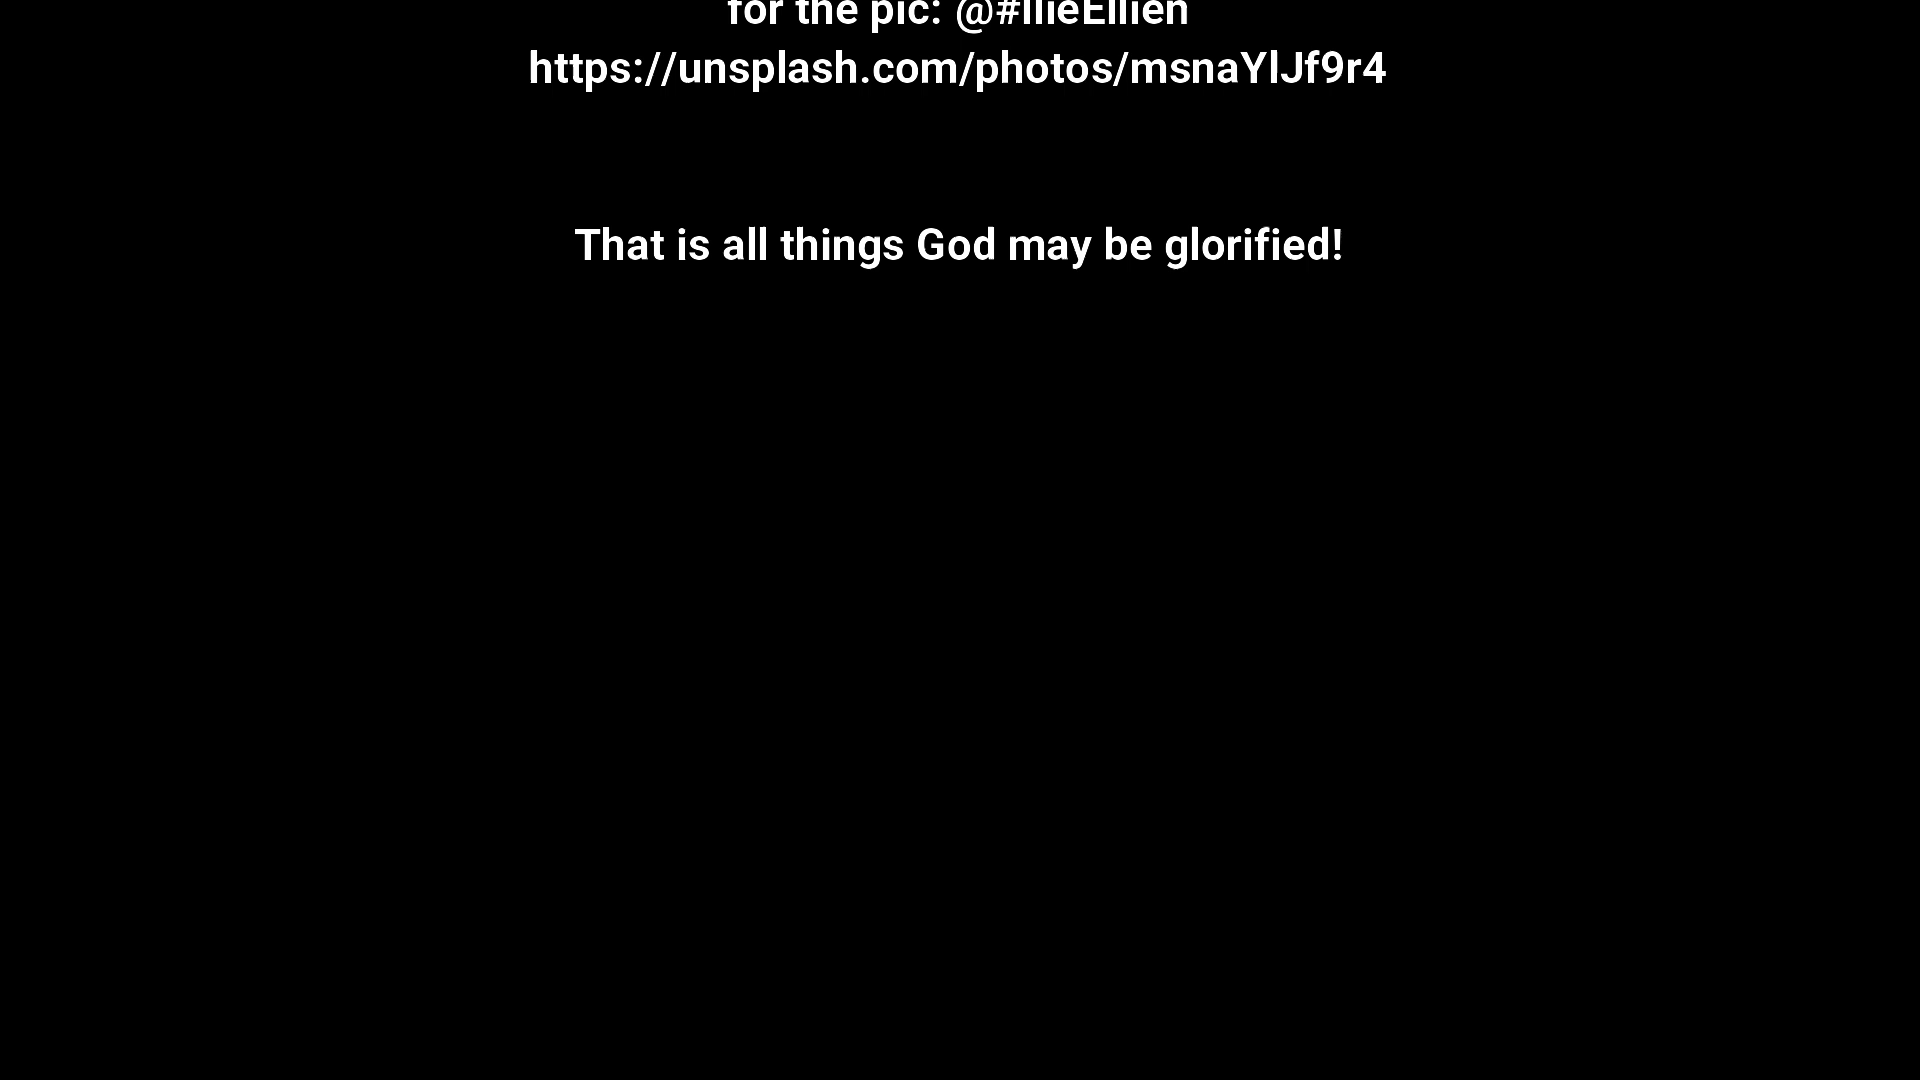 for the pic: @#IlieEllien
https://unsplash.com/photos/msnaYlJf9r4
That is all things God may be glorified!